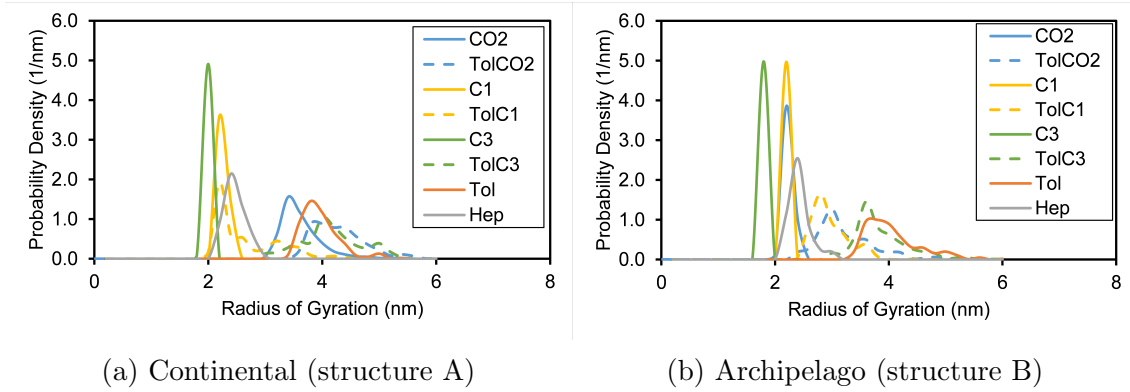 6.0
5.0
4.0
3.0
2.0
1.0
0.0
Probability Density (1/nm)
0 2 4 6 8
Radius of Gyration (nm)
CO2
TolCO2
C1
TolC1
C3
TolC3
Tol
Hep
(a) Continental (structure A)
6.0
5.0
4.0
3.0
2.0
1.0
0.0
Probability Density (1/nm)
0 2 4 6 8
Radius of Gyration (nm)
CO2
TolCO2
C1
TolC1
C3
TolC3
Tol
Hep
(b) Archipelago (structure B)